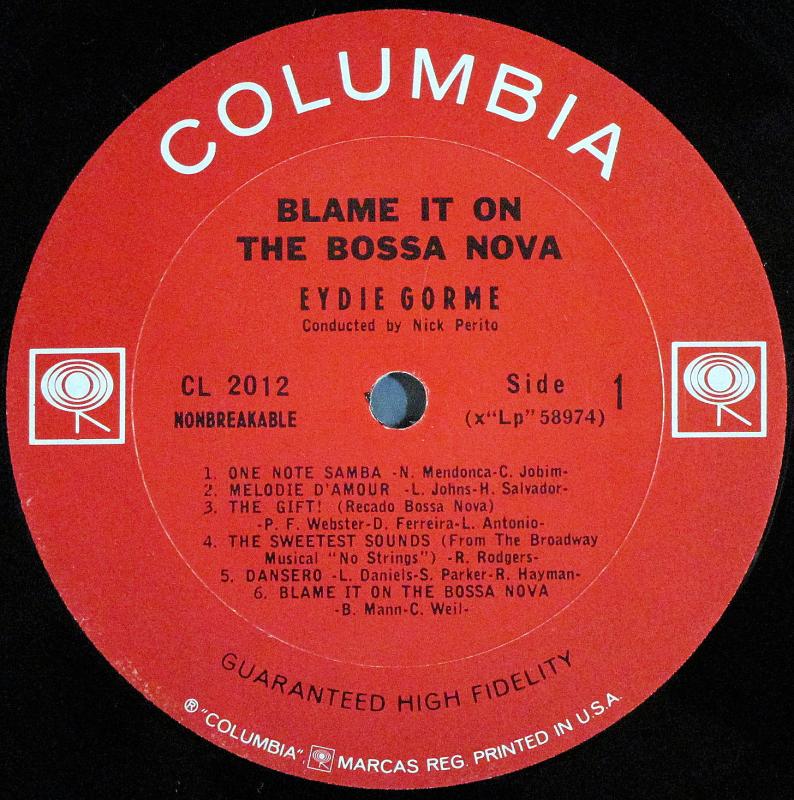 COLUMBIA
BLAME IT ON
THE BOSSA NOVA
EYDIE GORME
Conducted by Nick Perito
CL 2012
NONBREAKABLE
Side 1
(x"Lp" 58974)
1. ONE NOTE SAMBA -N. Mendonca-C. Jobim-
2. MELODIE D'AMOUR -L. Johns-H. Salvador-
3. THE GIFT! (Recado Bossa Nova)
-P. F. Webster-D. Ferreira-L. Antonio-
4. THE SWEETEST SOUNDS (From The Broadway
Musical "No Strings") -R. Rodgers-
5. DANSERO -L. Daniels-S. Parker-R. Hayman-
6. BLAME IT ON THE BOSSA NOVA
-B. Mann-C. Weil-
GUARANTEED HIGH FIDELITY
® "COLUMBIA", MARCAS REG. PRINTED IN U.S.A.